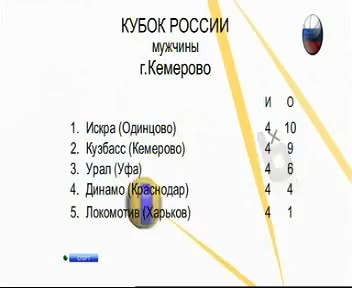 КУБОК РОССИИ
мужчины
г.Кемерово
И О
1. Искра (Одинцово) 4 10
2. Кузбасс (Кемерово) 4 9
3. Урал (Уфа) 4 6
4. Динамо (Краснодар) 4 4
5. Локомотив (Харьков) 4 1
СПОРТ